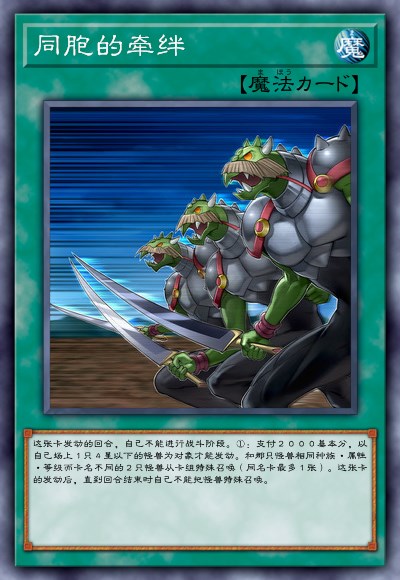 同胞的牵绊
魔
【魔法カード】
まほう
这张卡发动的回合，自己不能进行战斗阶段。①：支付2000基本分，以
自己场上1只4星以下的怪兽为对象才能发动。和那只怪兽相同种族·属性
·等级而卡名不同的2只怪兽从卡组特殊召唤（同名卡最多1张）。这张卡
的发动后，直到回合结束时自己不能把怪兽特殊召唤。